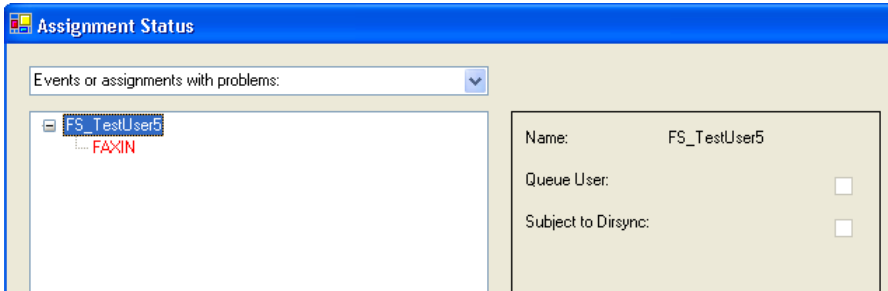 Assignment Status
Events or assignments with problems:
FS_TestUser5
FAXIN
Name: FS_TestUser5
Queue User:
Subject to Dirsync: